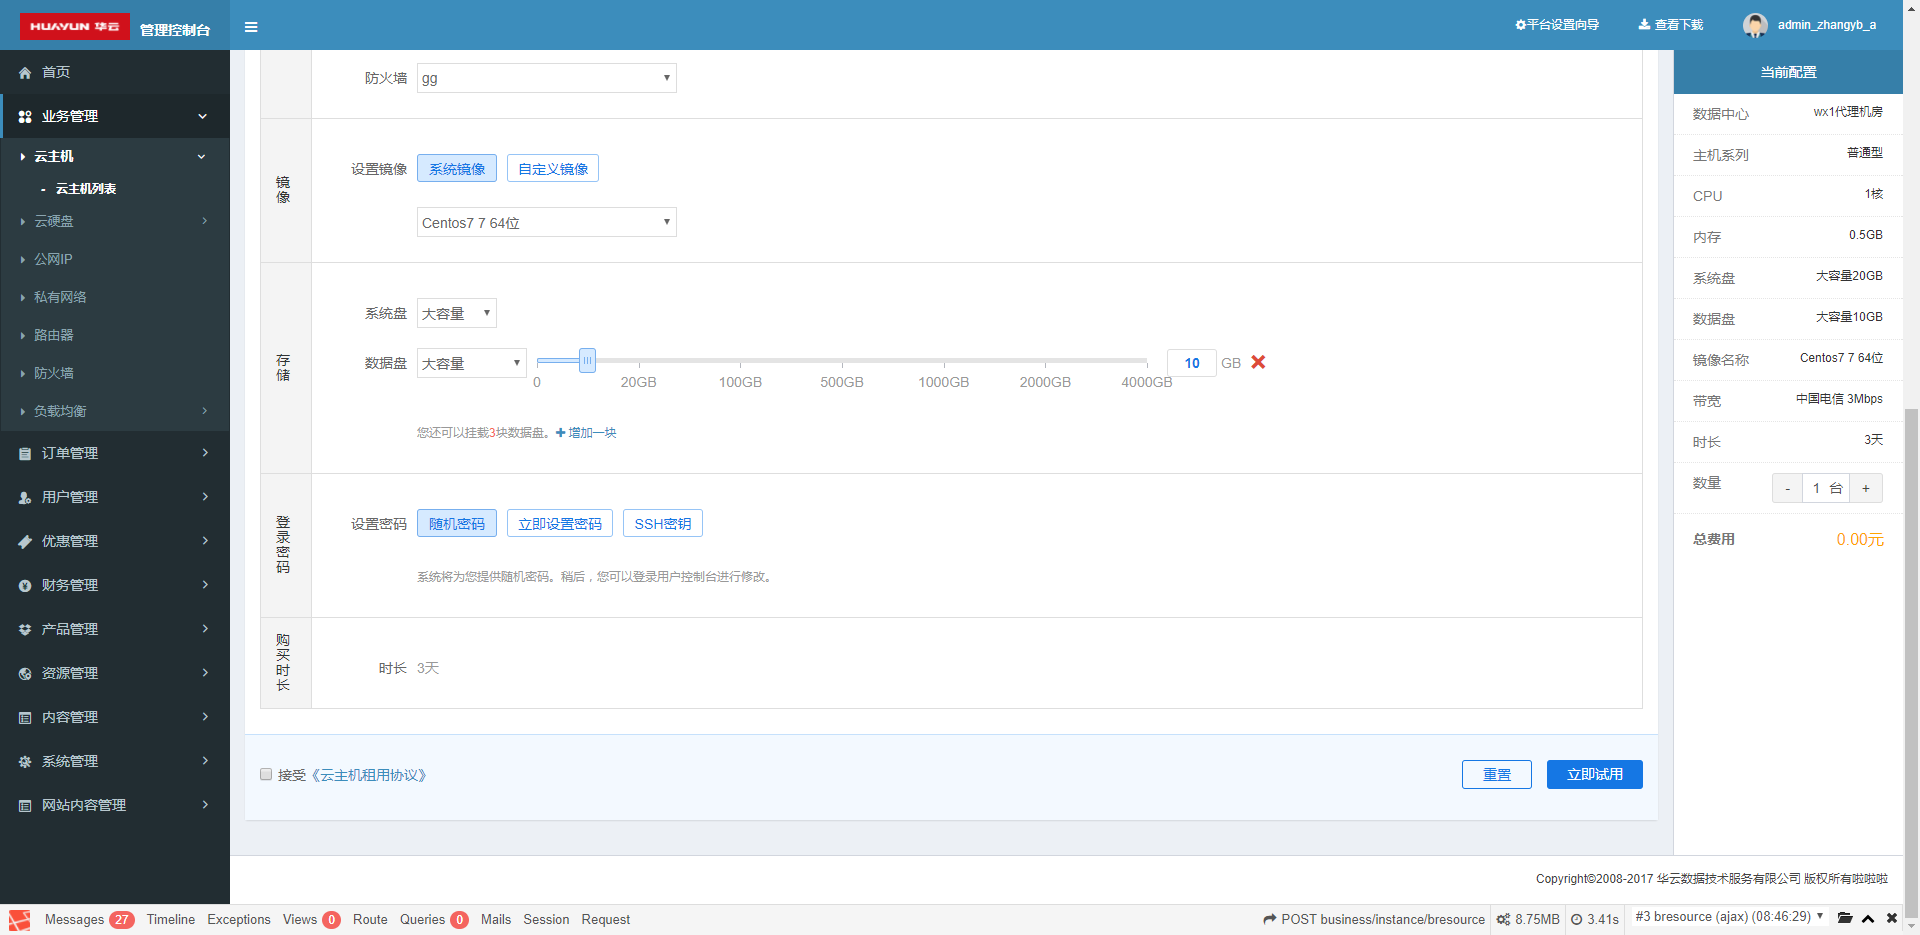 HUAYUN 华云 管理控制台
平台设置向导 查看下载 admin_zhangyb_a
首页
业务管理
云主机
- 云主机列表
云硬盘
公网IP
私有网络
路由器
防火墙
负载均衡
订单管理
用户管理
优惠管理
财务管理
产品管理
资源管理
内容管理
系统管理
网站内容管理
防火墙 gg
镜像
设置镜像 系统镜像 自定义镜像
Centos7 7 64位
存储
系统盘 大容量
数据盘 大容量 10 GB
0 20GB 100GB 500GB 1000GB 2000GB 4000GB
您还可以挂载3块数据盘。 增加一块
登录密码
设置密码 随机密码 立即设置密码 SSH密钥
系统将为您提供随机密码。稍后，您可以登录用户控制台进行修改。
购买时长
时长 3天
接受《云主机租用协议》 重置 立即试用
当前配置
数据中心 wx1代理机房
主机系列 普通型
CPU 1核
内存 0.5GB
系统盘 大容量20GB
数据盘 大容量10GB
镜像名称 Centos7 7 64位
带宽 中国电信 3Mbps
时长 3天
数量 - 1 台 +
总费用 0.00元
Copyright©2008-2017 华云数据技术服务有限公司 版权所有啦啦啦
Messages 27 Timeline Exceptions Views 0 Route Queries 0 Mails Session Request POST business/instance/bresource 8.75MB 3.41s #3 bresource (ajax) (08:46:29)